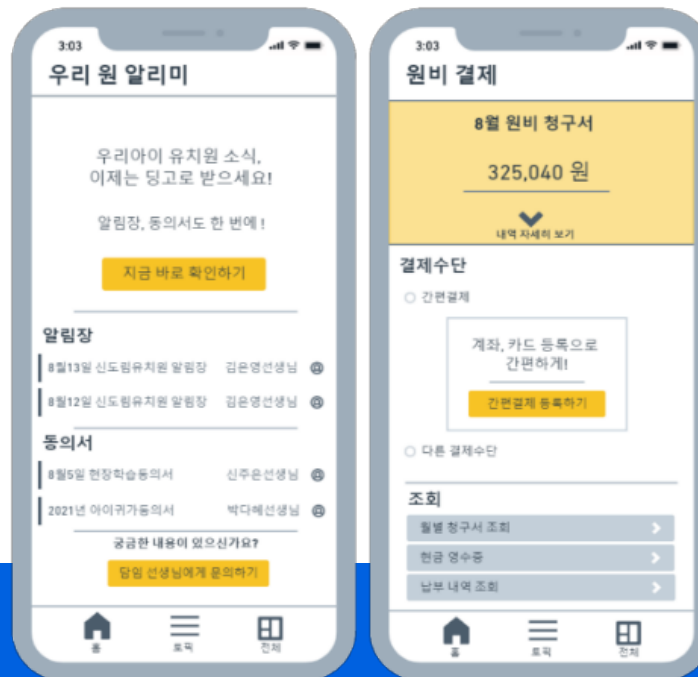 3:03
우리 원 알리미
우리아이 유치원 소식,
이제는 딩고로 받으세요!
알림장, 동의서도 한 번에 !
지금 바로 확인하기
알림장
8월13일 신도림유치원 알림장 김은영선생님
8월12일 신도림유치원 알림장 김은영선생님
동의서
8월5일 현장학습동의서 신주은선생님
2021년 아이귀가동의서 박다혜선생님
궁금한 내용이 있으신가요?
담임 선생님에게 문의하기
홈
토픽
전체
3:03
원비 결제
8월 원비 청구서
325,040 원
내역 자세히 보기
결제수단
간편결제
계좌, 카드 등록으로
간편하게!
간편결제 등록하기
다른 결제수단
조회
월별 청구서 조회
현금 영수증
납부 내역 조회
홈
토픽
전체